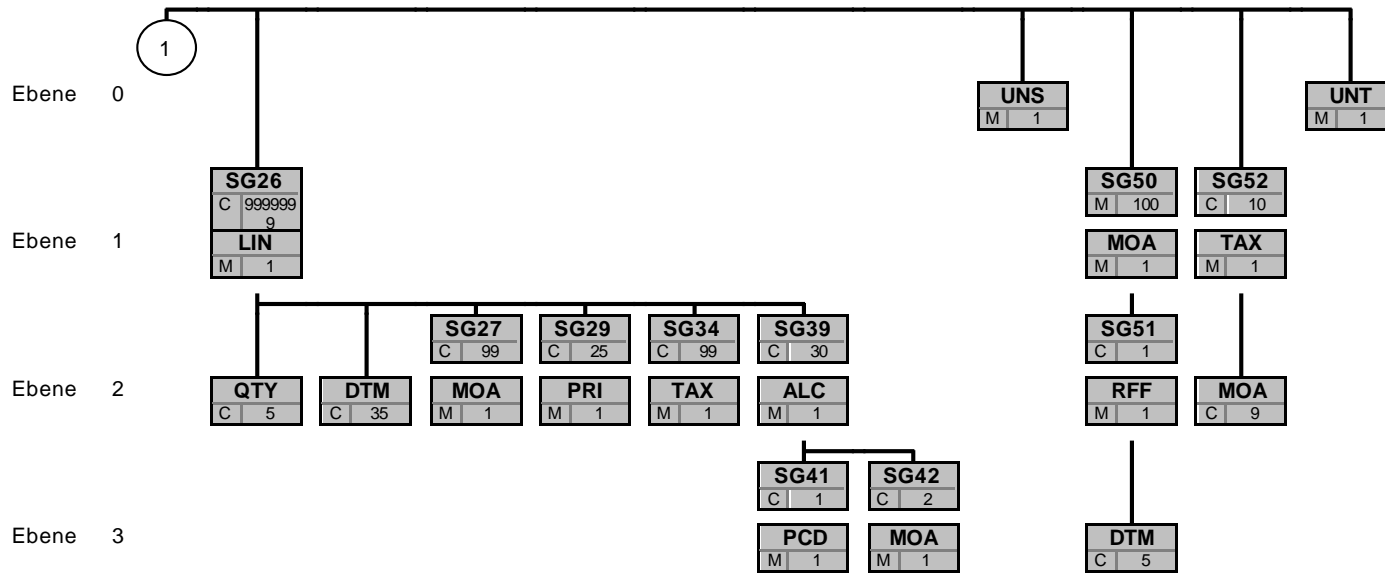 1
Ebene 0
UNS
M 1
UNT
M 1
SG26
C 999999
9
SG50
M 100
SG52
C 10
Ebene 1
LIN
M 1
MOA
M 1
TAX
M 1
SG27
C 99
SG29
C 25
SG34
C 99
SG39
C 30
SG51
C 1
Ebene 2
QTY
C 5
DTM
C 35
MOA
M 1
PRI
M 1
TAX
M 1
ALC
M 1
RFF
M 1
MOA
C 9
SG41
C 1
SG42
C 2
Ebene 3
PCD
M 1
MOA
M 1
DTM
C 5